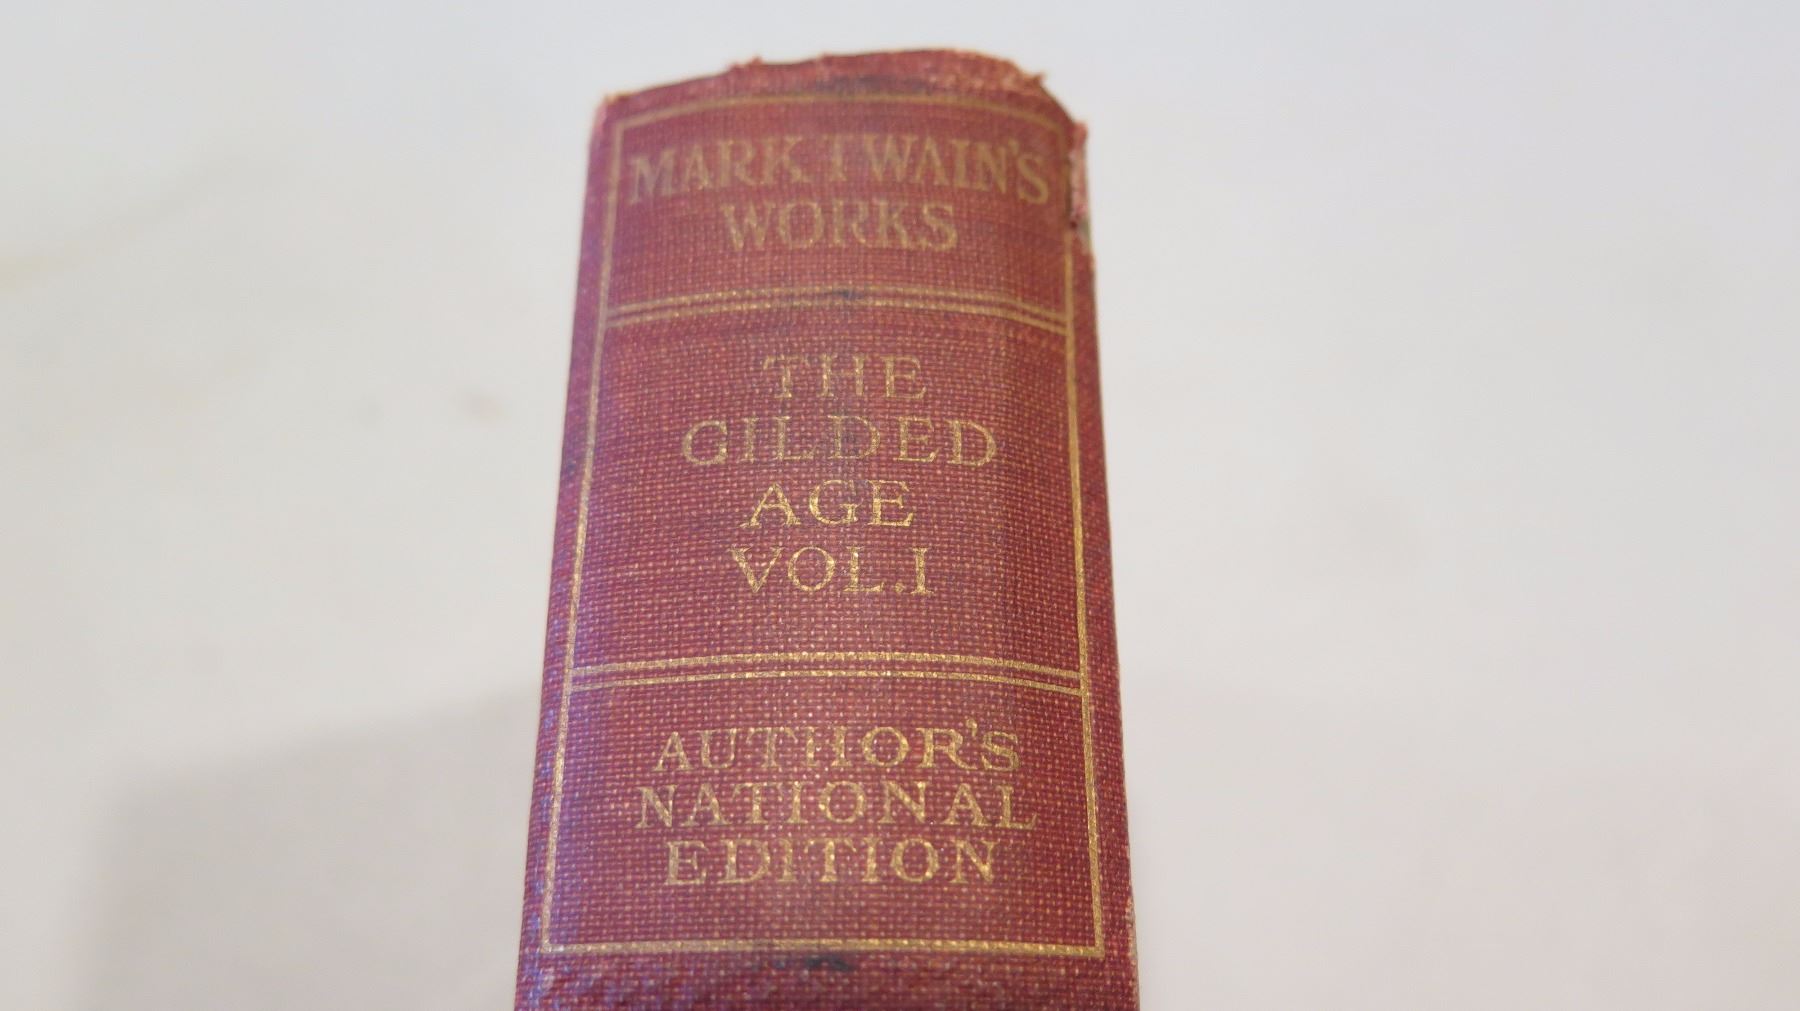 MARK TWAIN'S
WORKS
THE
GILDED
AGE
VOL.I
AUTHOR'S
NATIONAL
EDITION